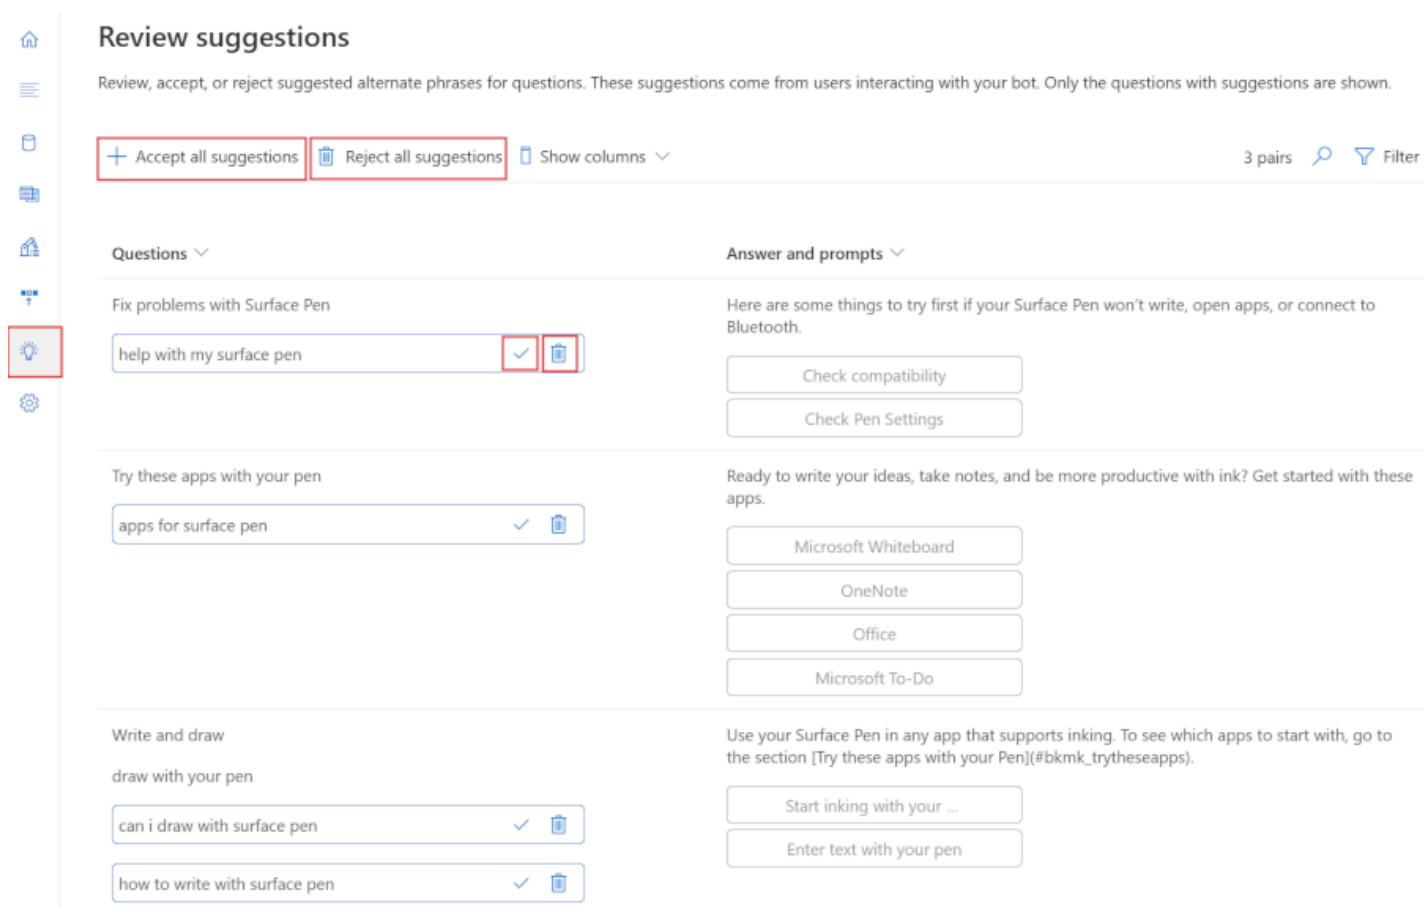 Review suggestions
Review, accept, or reject suggested alternate phrases for questions. These suggestions come from users interacting with your bot. Only the questions with suggestions are shown.
Accept all suggestions Reject all suggestions Show columns 3 pairs Filter
Questions Answer and prompts
Fix problems with Surface Pen
help with my surface pen
Here are some things to try first if your Surface Pen won't write, open apps, or connect to
Bluetooth.
Check compatibility
Check Pen Settings
Try these apps with your pen
apps for surface pen
Ready to write your ideas, take notes, and be more productive with ink? Get started with these
apps.
Microsoft Whiteboard
OneNote
Office
Microsoft To-Do
Write and draw
draw with your pen
can i draw with surface pen
how to write with surface pen
Use your Surface Pen in any app that supports inking. To see which apps to start with, go to
the section [Try these apps with your Pen](#bkmk_trytheseapps).
Start inking with your ...
Enter text with your pen